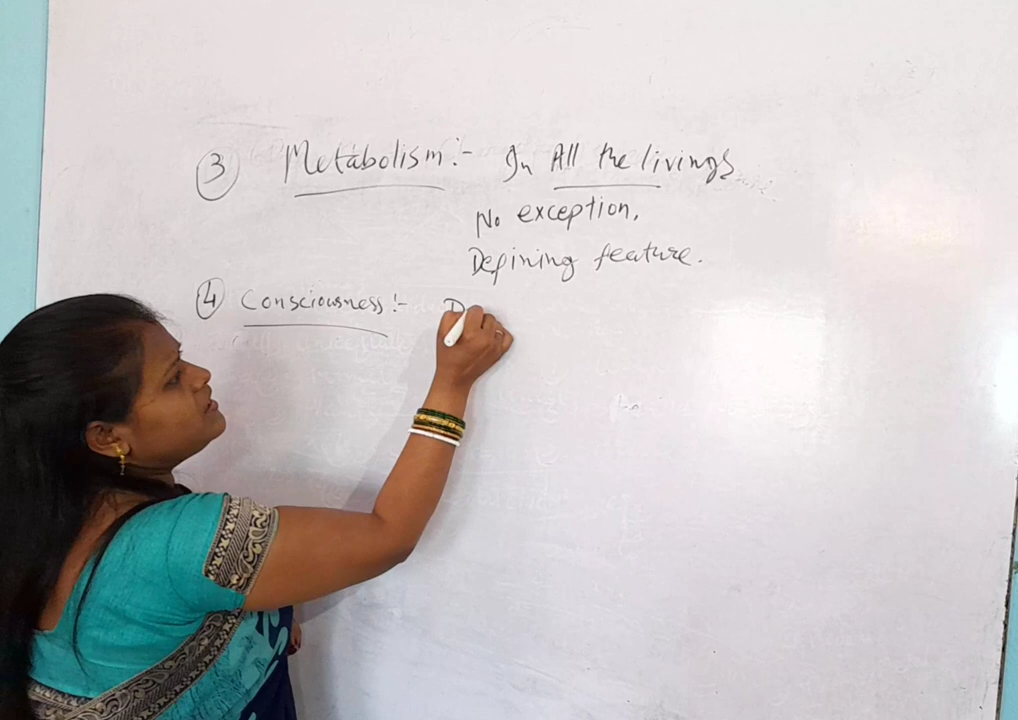 ③ Metabolism :- In All the livings
No exception.
Defining feature.
④ Consciousness :- D